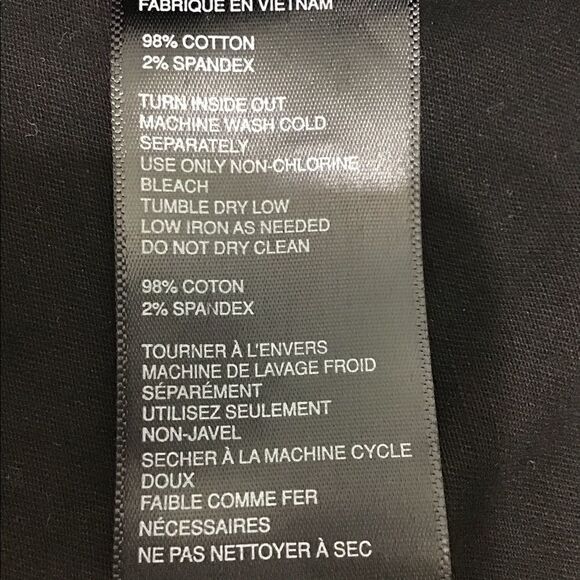 FABRIQUE EN VIETNAM
98% COTTON
2% SPANDEX
TURN INSIDE OUT
MACHINE WASH COLD
SEPARATELY
USE ONLY NON-CHLORINE
BLEACH
TUMBLE DRY LOW
LOW IRON AS NEEDED
DO NOT DRY CLEAN
98% COTON
2% SPANDEX
TOURNER À L'ENVERS
MACHINE DE LAVAGE FROID
SÉPARÉMENT
UTILISEZ SEULEMENT
NON-JAVEL
SECHER À LA MACHINE CYCLE
DOUX
FAIBLE COMME FER
NÉCESSAIRES
NE PAS NETTOYER À SEC